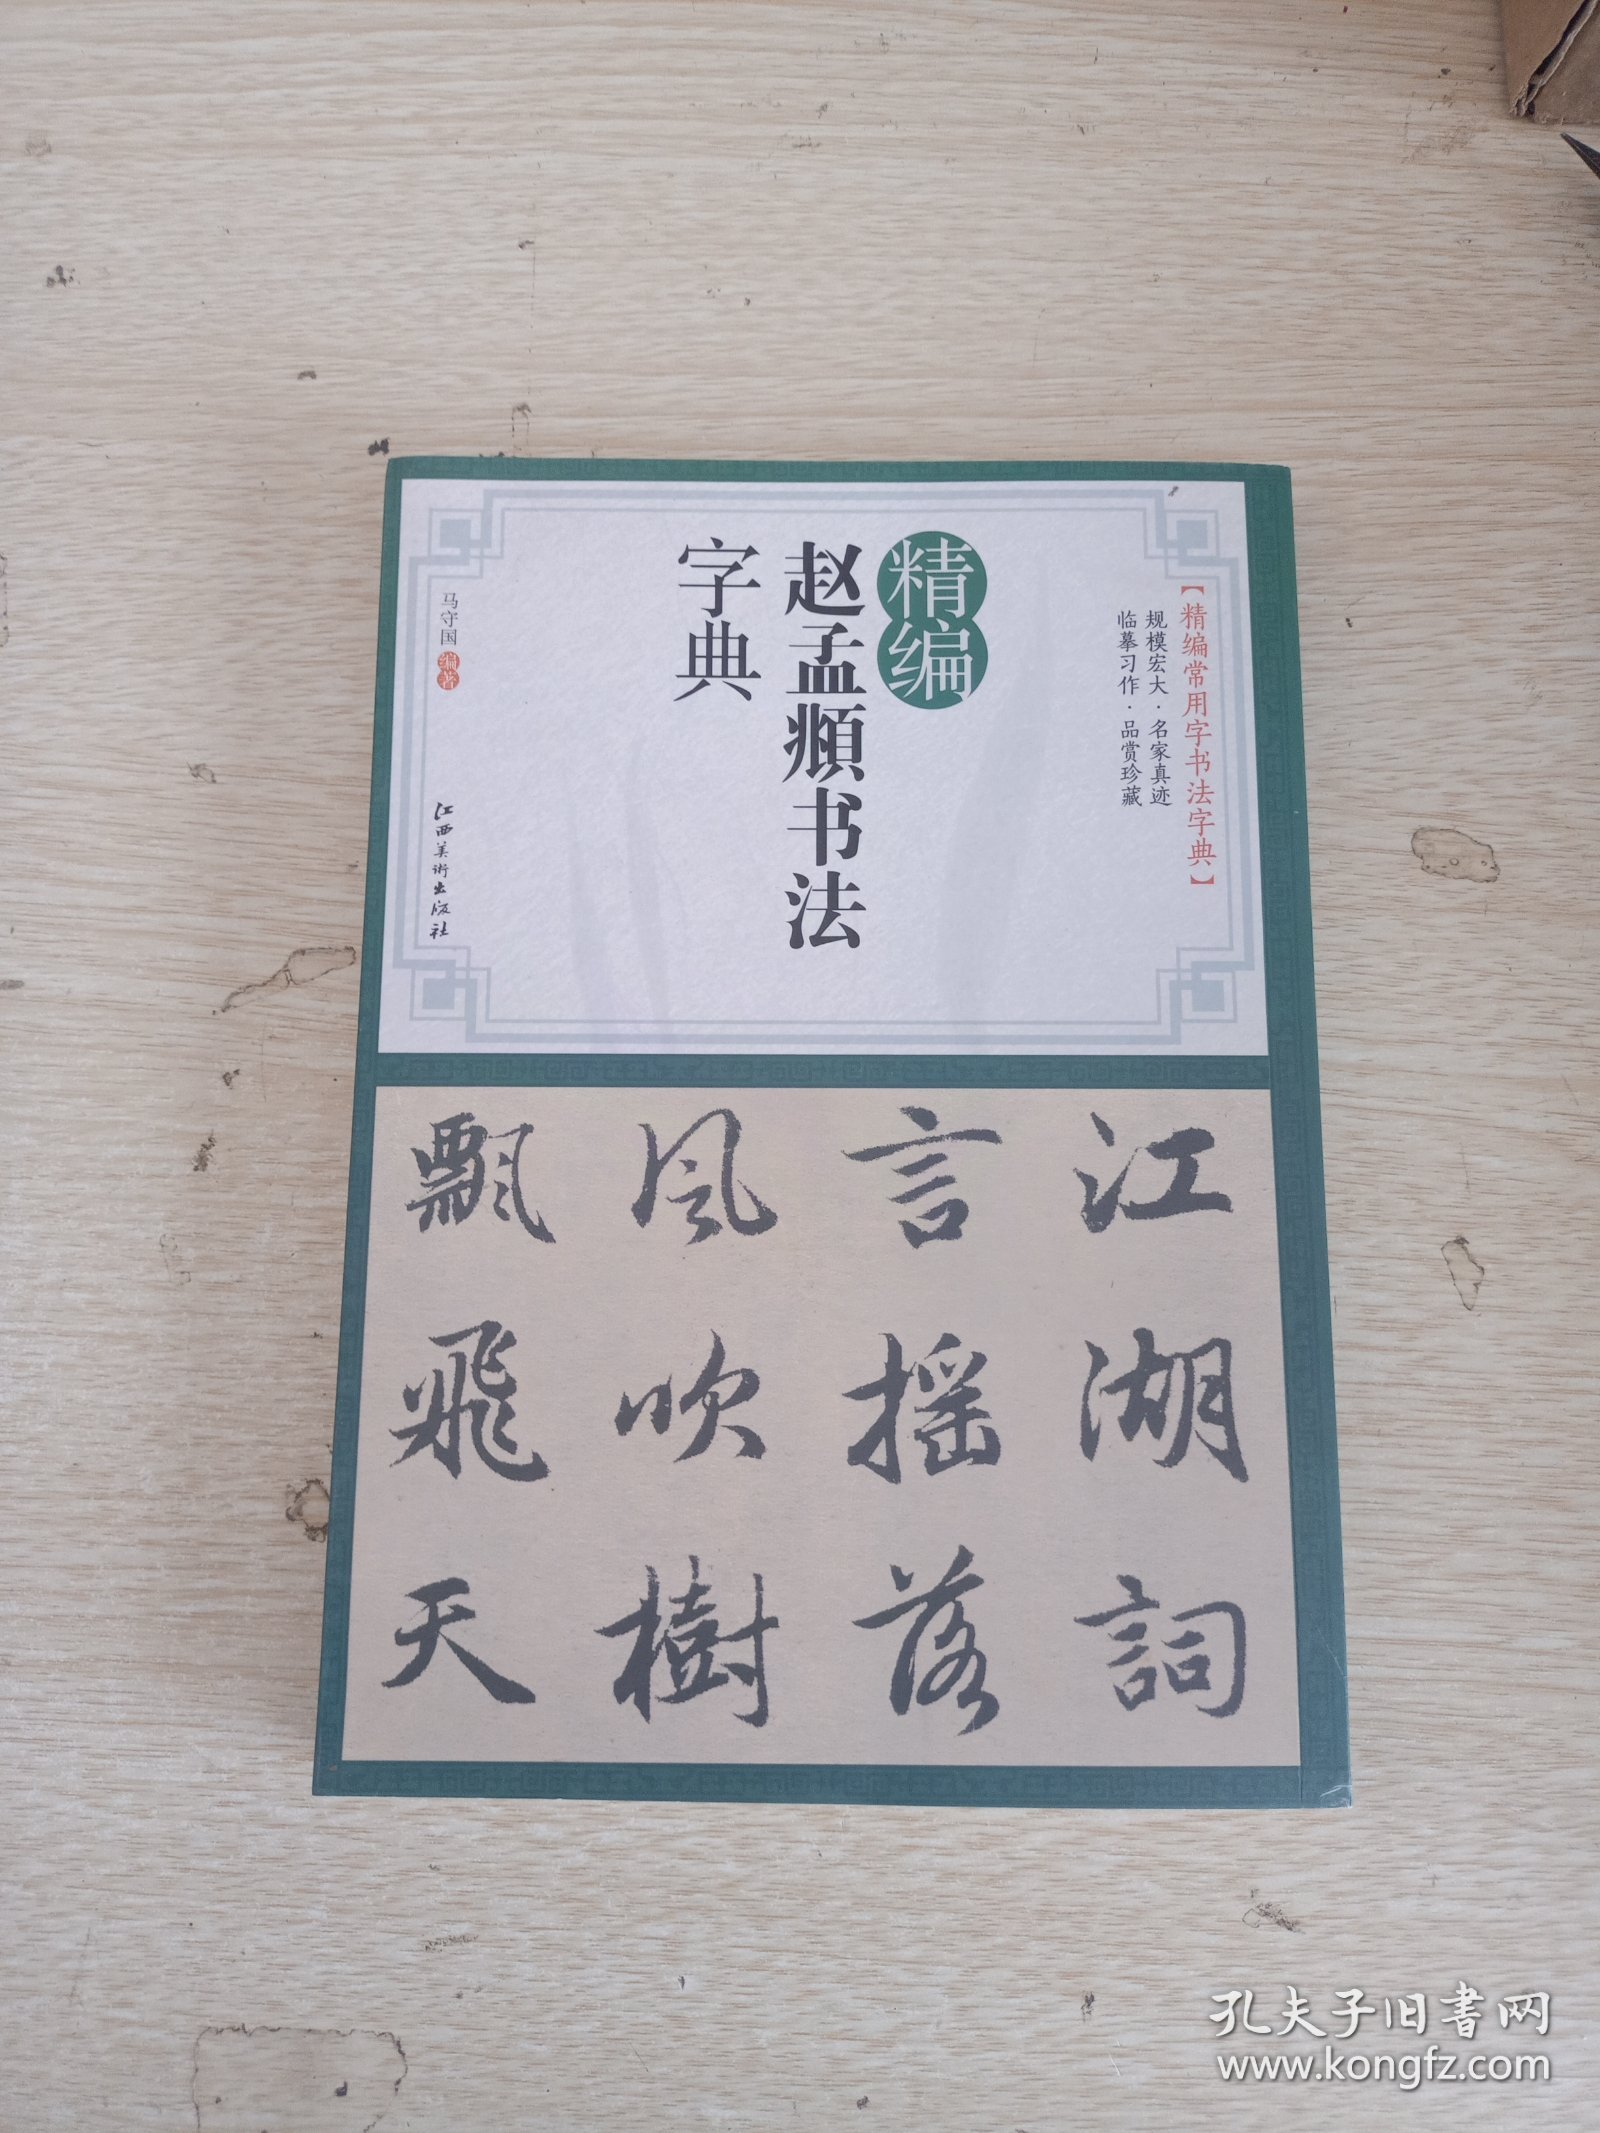 【精编常用字书法字典】
规模宏大·名家真迹
临摹习作·品赏珍藏
精编
赵孟頫书法
字典
马守国 编著
江西美術出版社
江湖詞
言摇落
風吹樹
飄飛天
孔夫子旧書网
www.kongfz.com